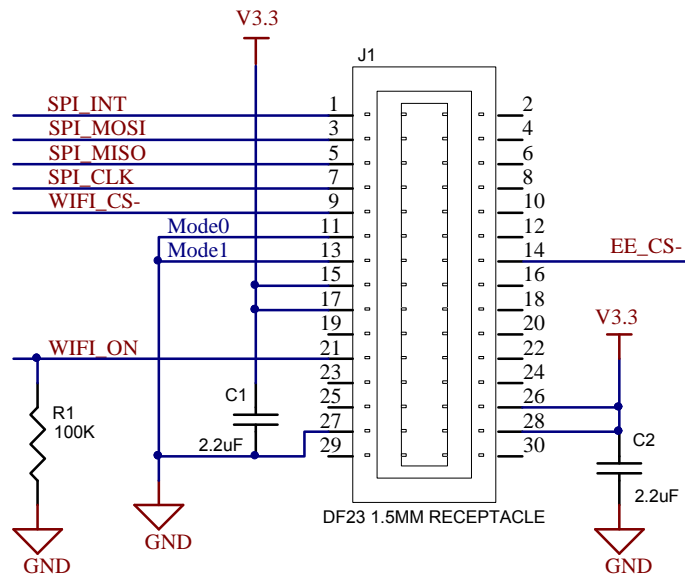 V3.3
J1
SPI_INT 1 2
SPI_MOSI 3 4
SPI_MISO 5 6
SPI_CLK 7 8
WIFI_CS- 9 10
Mode0 11 12
Mode1 13 14 EE_CS-
15 16
17 18
V3.3
19 20
WIFI_ON 21 22
23 24
C1
25 26
R1
100K
27 28
C2
2.2uF
29 30
2.2uF
DF23 1.5MM RECEPTACLE
GND
GND
GND